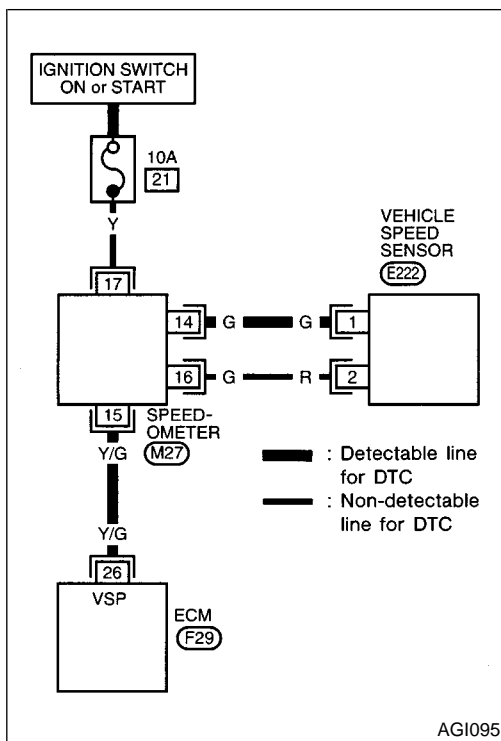 IGNITION SWITCH
ON or START
10A
21
Y
17
VEHICLE
SPEED
SENSOR
E222
14 G G 1
16 G R 2
15 SPEED-
OMETER
M27
Y/G
: Detectable line
for DTC
: Non-detectable
line for DTC
Y/G
26
VSP
ECM
F29
AGI095